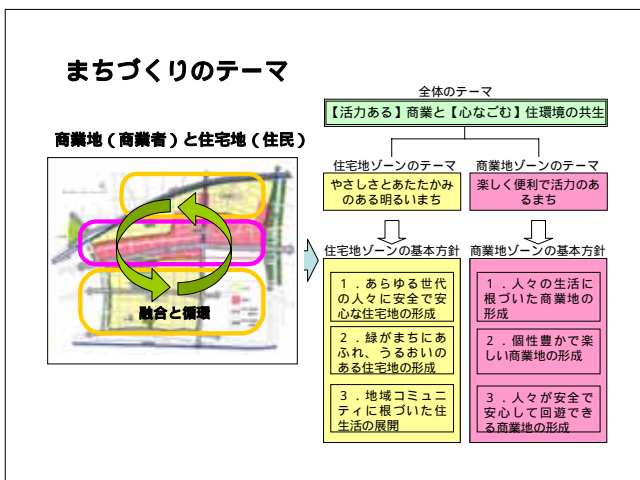 まちづくりのテーマ
商業地（商業者）と住宅地（住民）
融合と循環
全体のテーマ
【活力ある】商業と【心なごむ】住環境の共生
住宅地ゾーンのテーマ
やさしさとあたたかみ
のある明るいまち
住宅地ゾーンの基本方針
１．あらゆる世代
の人々に安全で安
心な住宅地の形成
２．緑がまちにあ
ふれ、うるおいの
ある住宅地の形成
３．地域コミュニ
ティに根づいた住
生活の展開
商業地ゾーンのテーマ
楽しく便利で活力のあ
るまち
商業地ゾーンの基本方針
１．人々の生活に
根づいた商業地の
形成
２．個性豊かで楽
しい商業地の形成
３．人々が安全で
安心して回遊でき
る商業地の形成